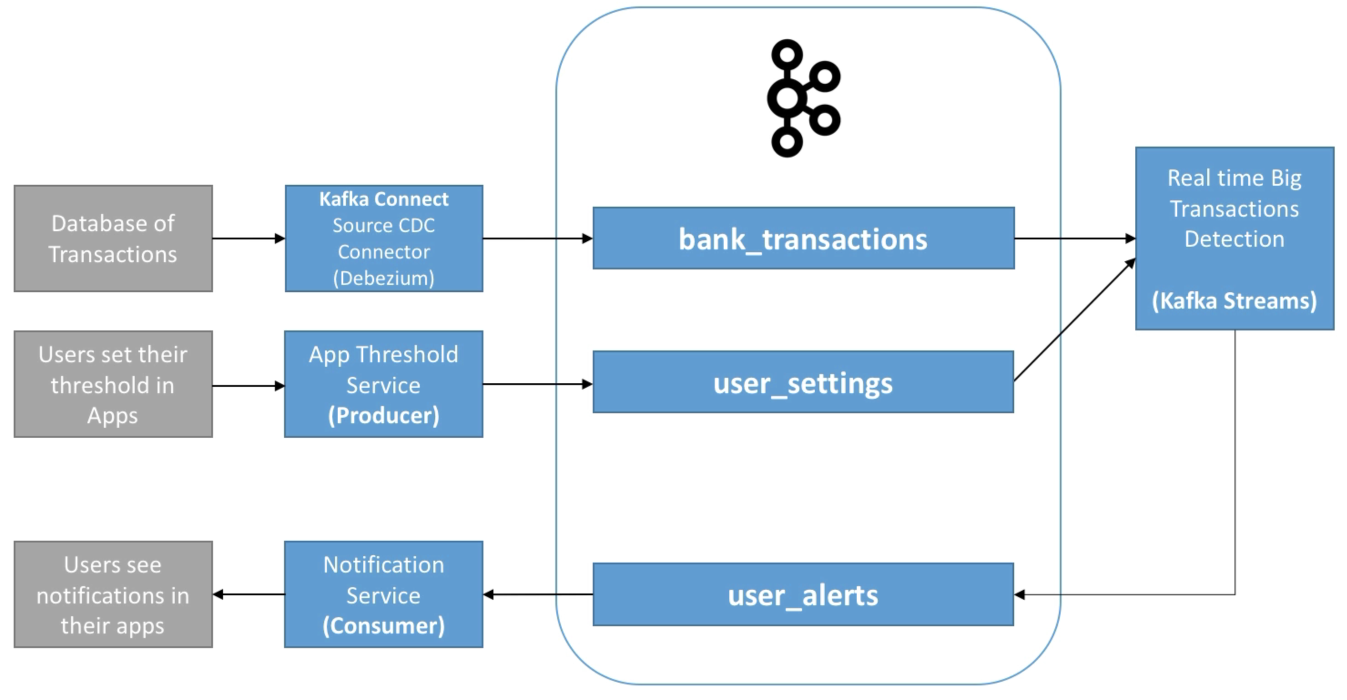 Database of
Transactions
Kafka Connect
Source CDC
Connector
(Debezium)
bank_transactions
Real time Big
Transactions
Detection
(Kafka Streams)
Users set their
threshold in
Apps
App Threshold
Service
(Producer)
user_settings
Users see
notifications in
their apps
Notification
Service
(Consumer)
user_alerts